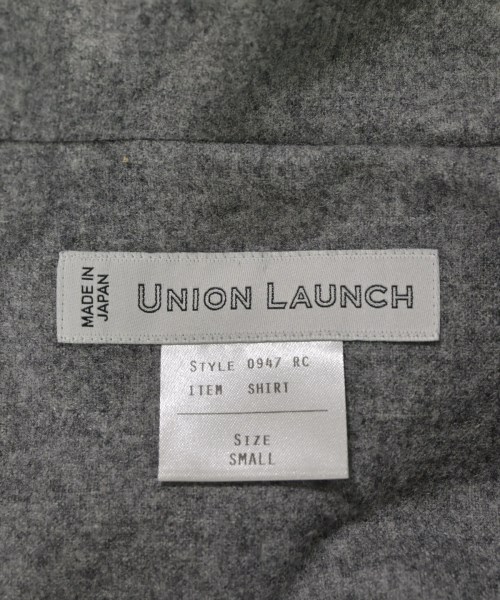 MADE IN
JAPAN
UNION LAUNCH
STYLE 0947 RC
ITEM SHIRT
SIZE
SMALL